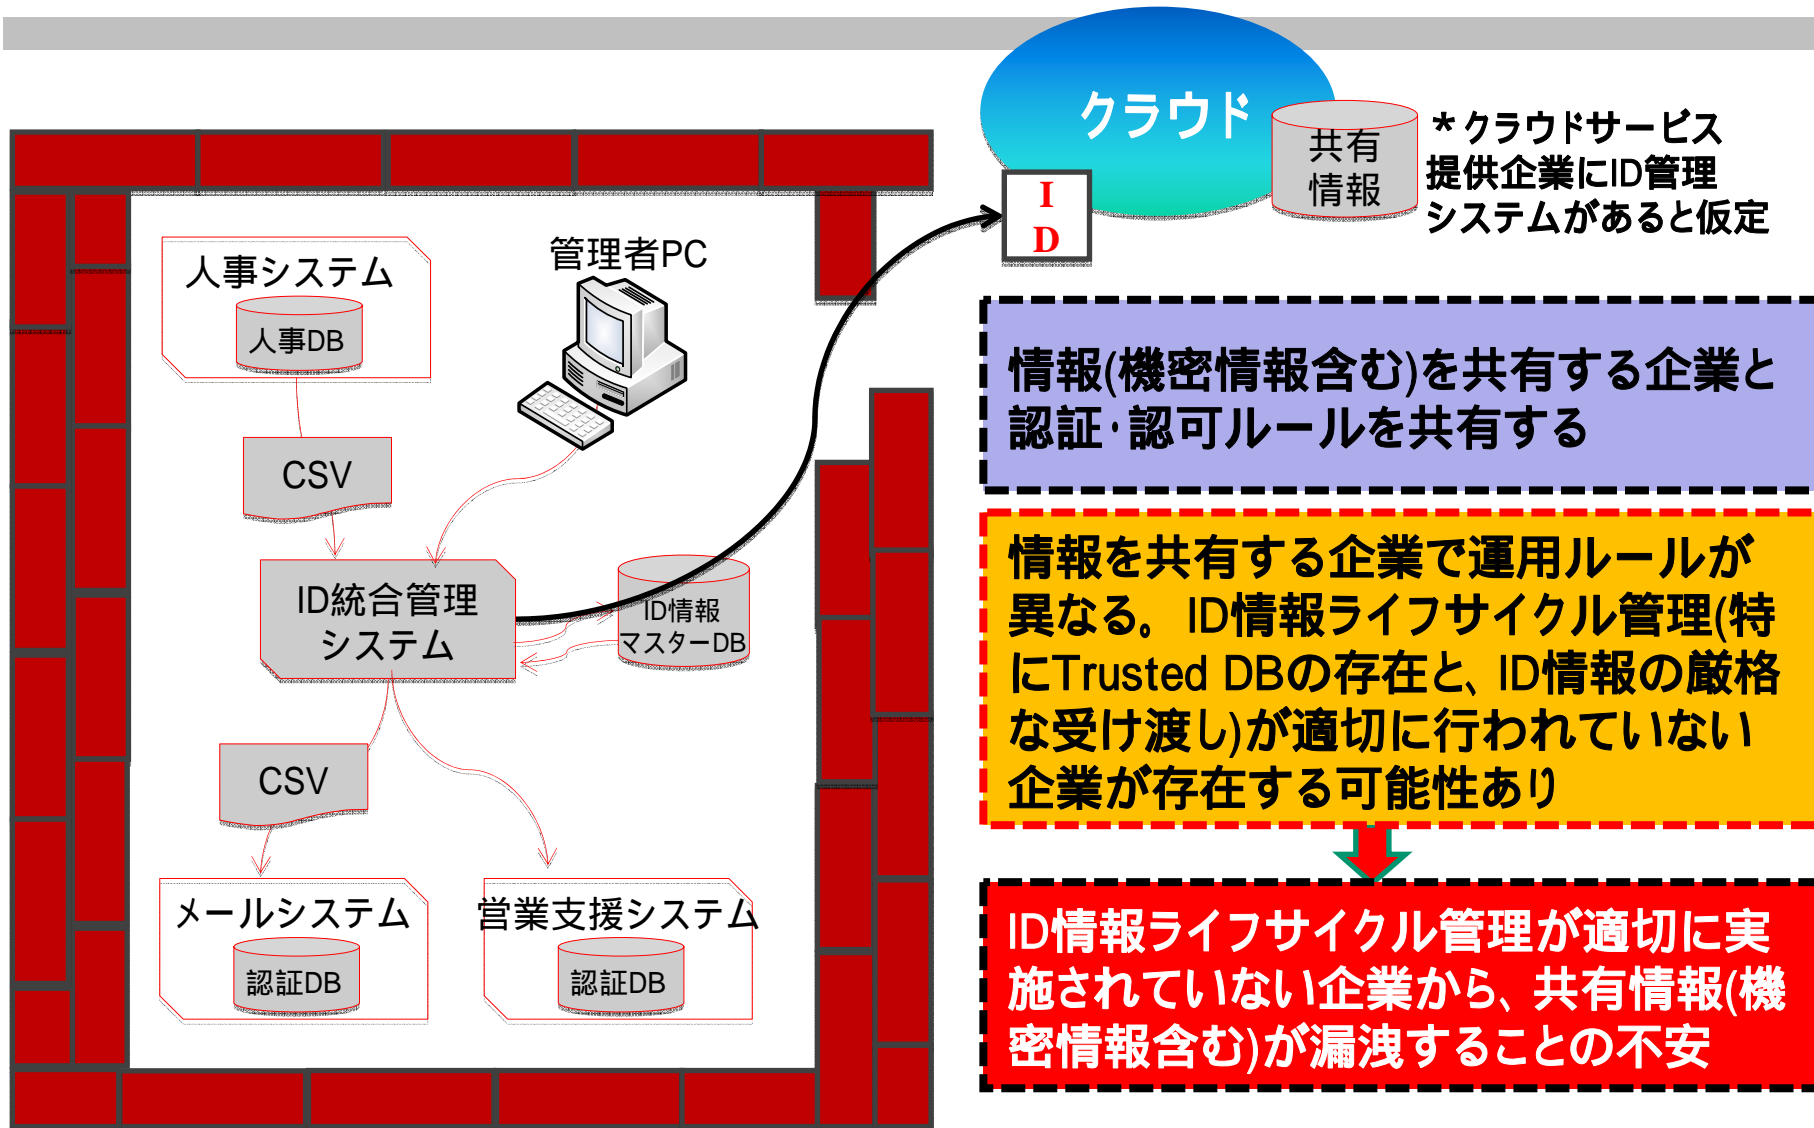 クラウド
共有
情報
＊クラウドサービス
提供企業にID管理
システムがあると仮定
I
D
人事システム
人事DB
管理者PC
CSV
ID統合管理
システム
ID情報
マスターDB
CSV
メールシステム
認証DB
営業支援システム
認証DB
情報(機密情報含む)を共有する企業と
認証・認可ルールを共有する
情報を共有する企業で運用ルールが
異なる。ID情報ライフサイクル管理(特
にTrusted DBの存在と、ID情報の厳格
な受け渡し)が適切に行われていない
企業が存在する可能性あり
ID情報ライフサイクル管理が適切に実
施されていない企業から、共有情報(機
密情報含む)が漏洩することの不安